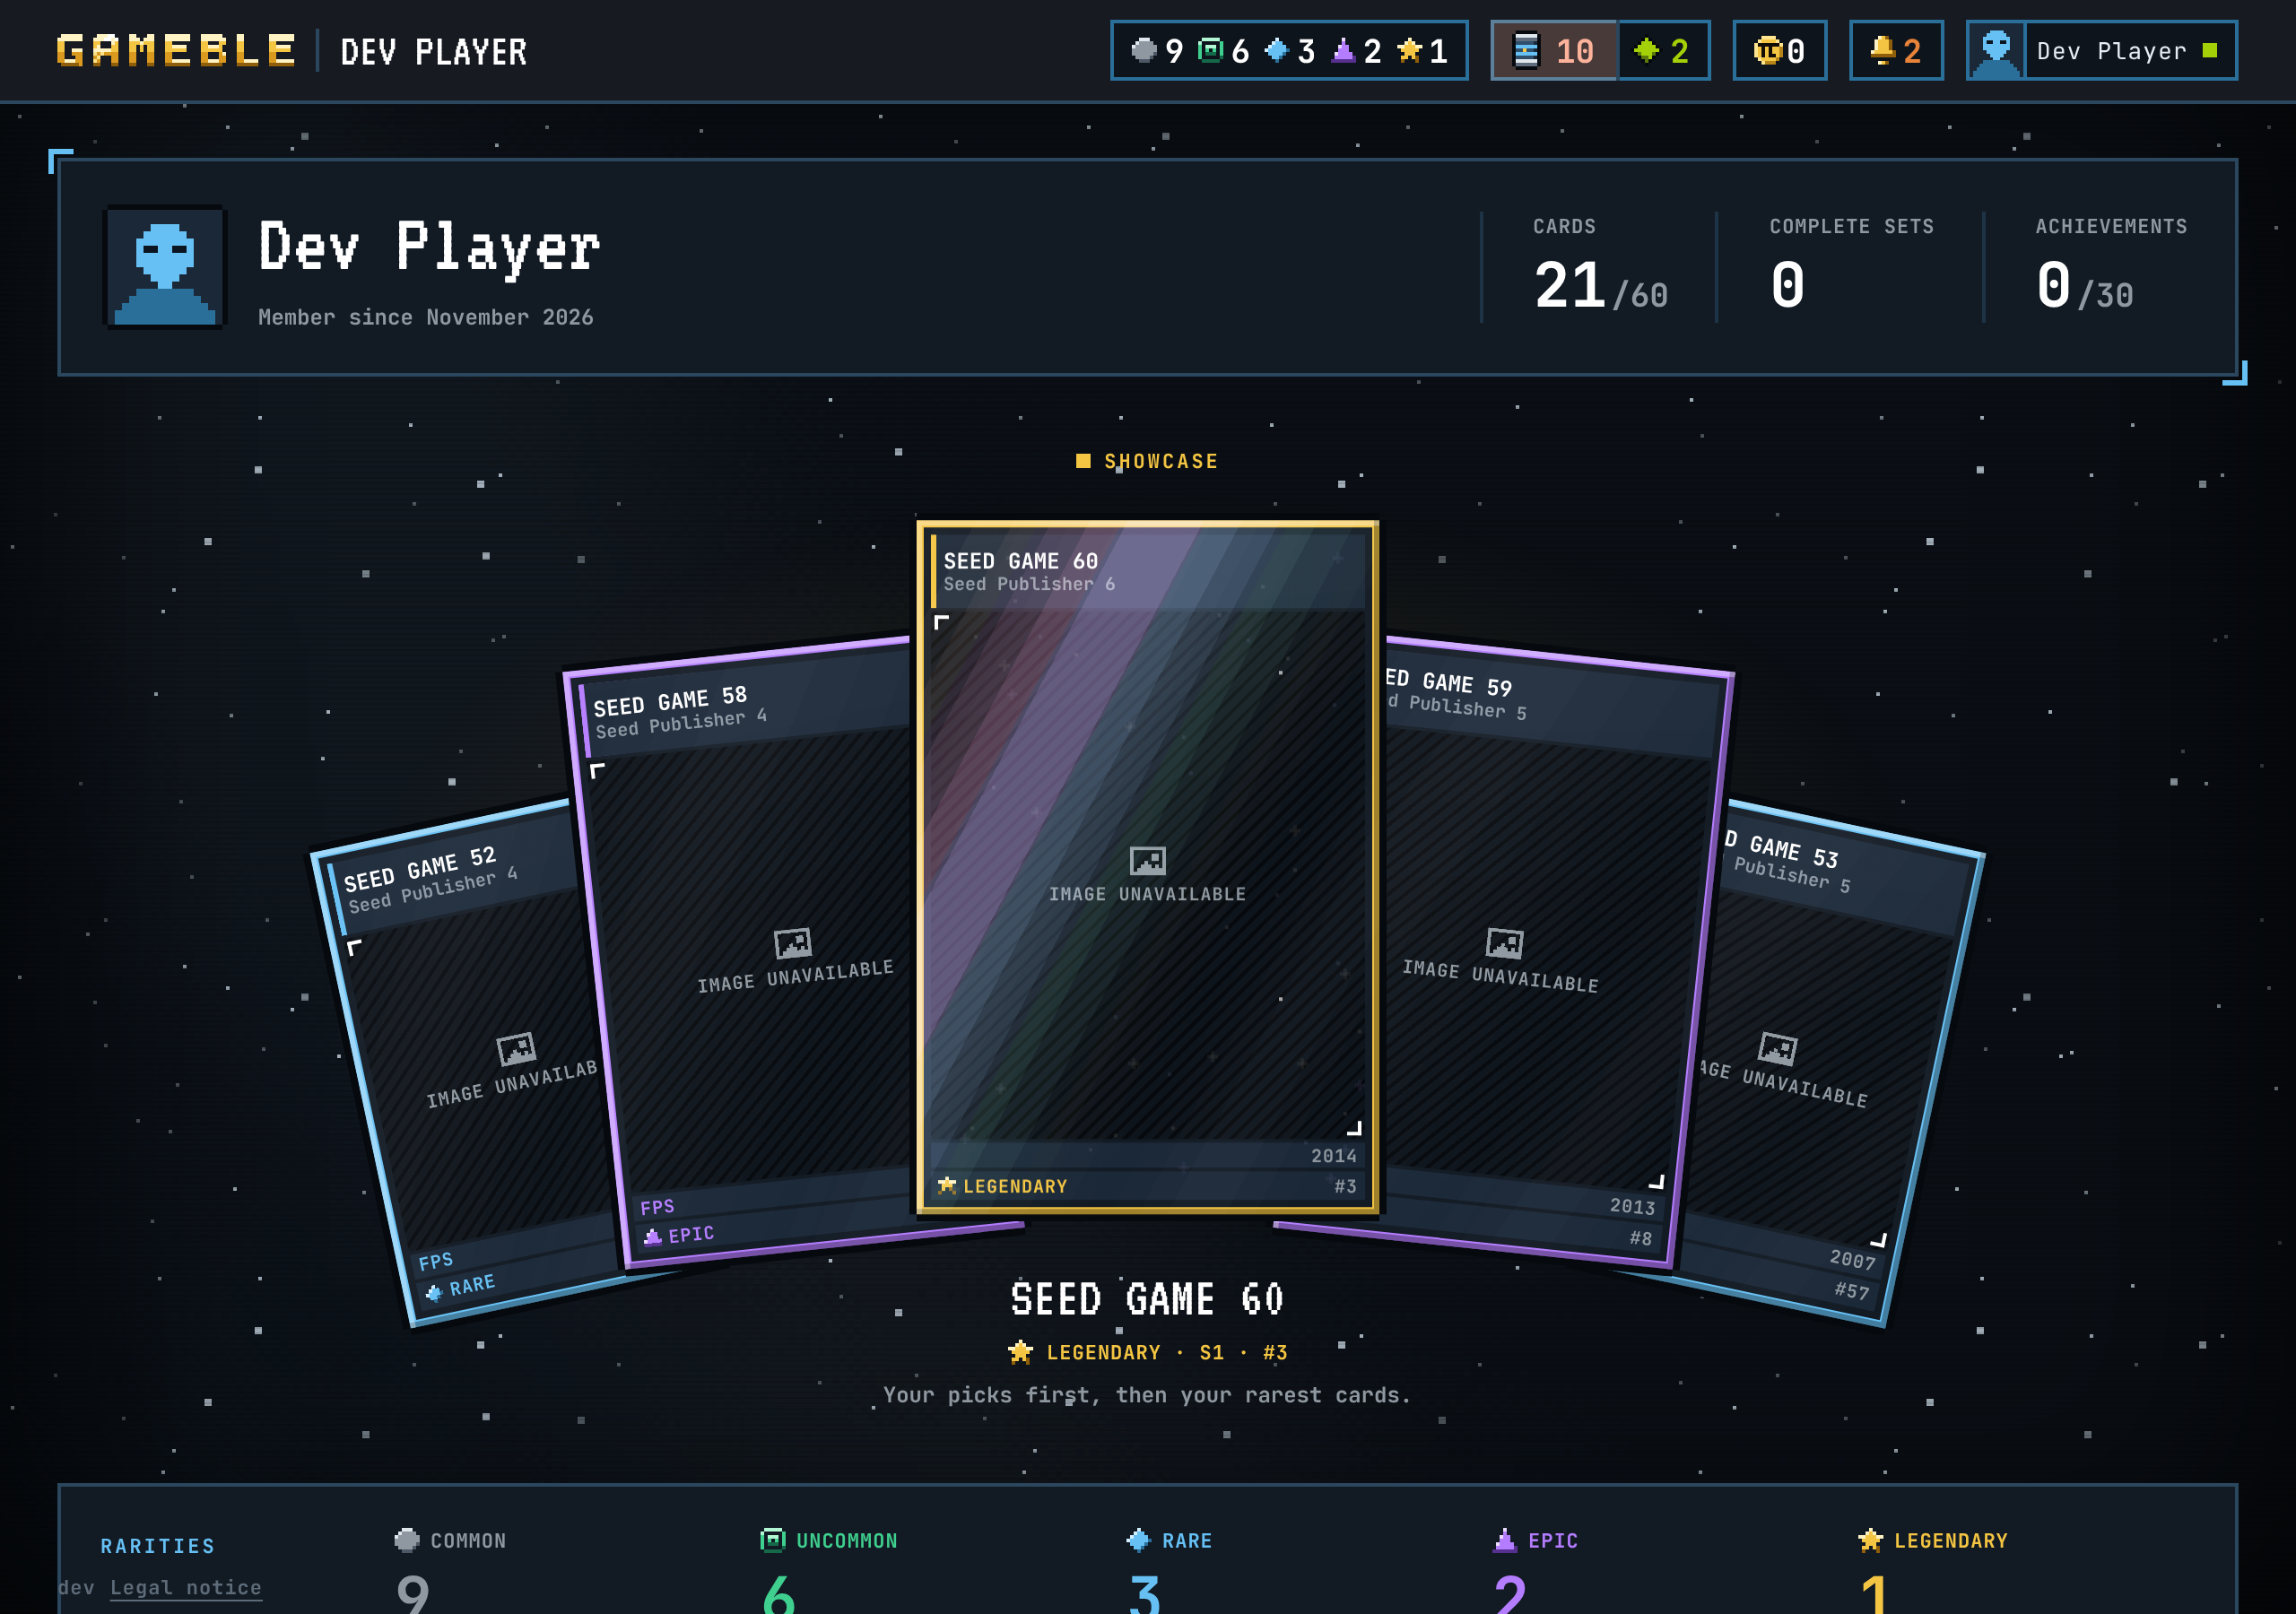 GAMEBLE DEV PLAYER 9 6 3 2 1 10 2 0 2 Dev Player
Dev Player
Member since November 2026
CARDS
21/60
COMPLETE SETS
0
ACHIEVEMENTS
0/30
SHOWCASE
SEED GAME 52
Seed Publisher 4
IMAGE UNAVAILAB
FPS
RARE
SEED GAME 58
Seed Publisher 4
IMAGE UNAVAILABLE
FPS
EPIC
SEED GAME 60
Seed Publisher 6
IMAGE UNAVAILABLE
2014
LEGENDARY #3
ED GAME 59
d Publisher 5
IMAGE UNAVAILABLE
2013
#8
D GAME 53
Publisher 5
AGE UNAVAILABLE
2007
#57
SEED GAME 60
LEGENDARY · S1 · #3
Your picks first, then your rarest cards.
RARITIES
COMMON
9
UNCOMMON
6
RARE
3
EPIC
2
LEGENDARY
1
dev Legal notice